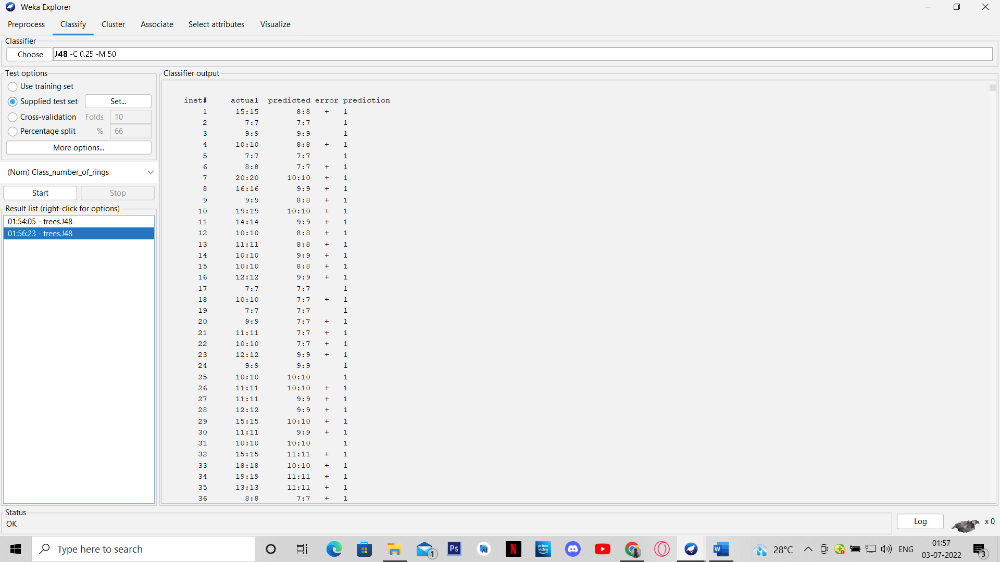 Weka Explorer
Preprocess Classify Cluster Associate Select attributes Visualize
Classifier
Choose J48 -C 0.25 -M 50
Test options
Use training set
Supplied test set Set...
Cross-validation Folds 10
Percentage split % 66
More options...
(Nom) Class_number_of_rings
Start Stop
Result list (right-click for options)
01:54:05 - trees.J48
01:56:23 - trees.J48
Classifier output
inst# actual predicted error prediction
1 15:15 8:8 + 1
2 7:7 7:7 1
3 9:9 9:9 1
4 10:10 8:8 + 1
5 7:7 7:7 1
6 8:8 7:7 + 1
7 20:20 10:10 + 1
8 16:16 9:9 + 1
9 9:9 8:8 + 1
10 19:19 10:10 + 1
11 14:14 9:9 + 1
12 10:10 8:8 + 1
13 11:11 8:8 + 1
14 10:10 9:9 + 1
15 10:10 8:8 + 1
16 12:12 9:9 + 1
17 7:7 7:7 1
18 10:10 7:7 + 1
19 7:7 7:7 1
20 9:9 7:7 + 1
21 11:11 7:7 + 1
22 10:10 7:7 + 1
23 12:12 9:9 + 1
24 9:9 9:9 1
25 10:10 10:10 1
26 11:11 10:10 + 1
27 11:11 9:9 + 1
28 12:12 9:9 + 1
29 15:15 10:10 + 1
30 11:11 9:9 + 1
31 10:10 10:10 1
32 15:15 11:11 + 1
33 18:18 10:10 + 1
34 19:19 11:11 + 1
35 13:13 11:11 + 1
36 8:8 7:7 + 1
Status
OK
Log
x 0
Type here to search
1
Ps
N
prime video
W
28°C
ENG
01:57
03-07-2022
3